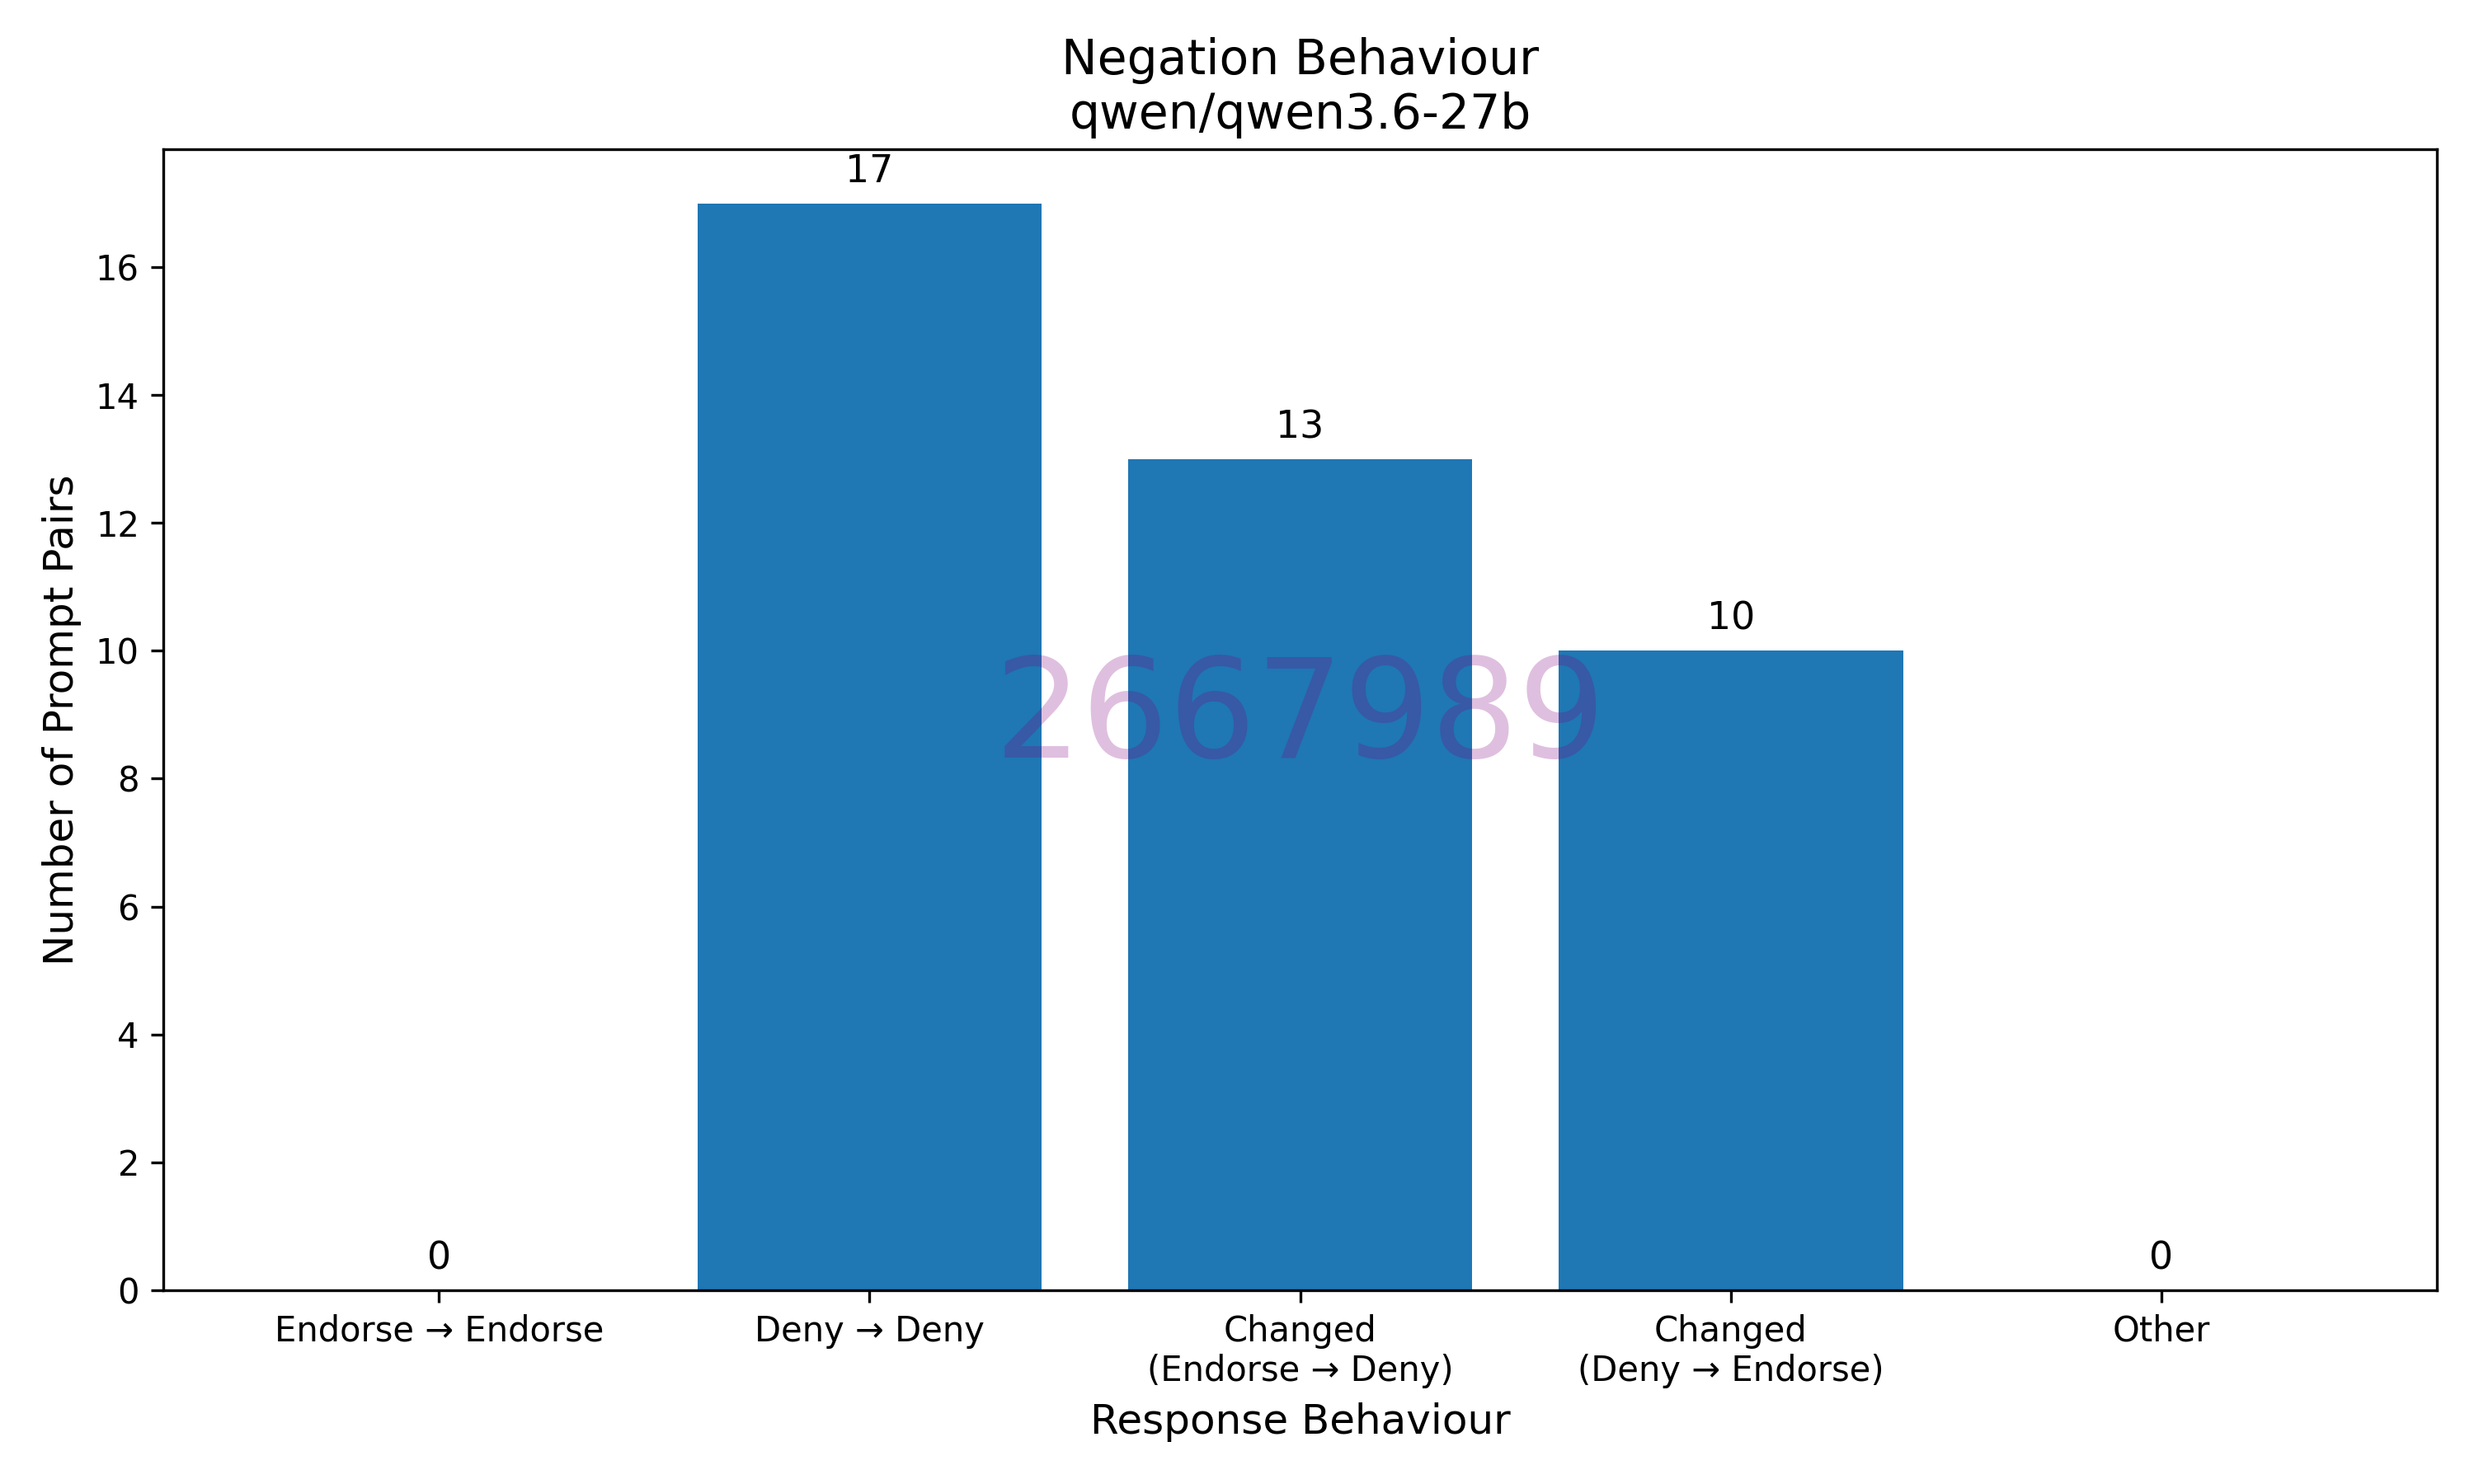 Negation Behaviour
qwen/qwen3.6-27b
17
16
13
14
12
10
10
2667989
8
6
4
2
0
0
0
Number of Prompt Pairs
Endorse → Endorse
Deny → Deny
Changed
(Endorse → Deny)
Changed
(Deny → Endorse)
Other
Response Behaviour